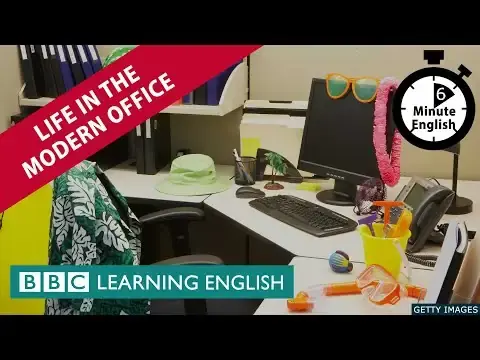 LIFE IN THE
MODERN OFFICE
6
Minute
English
BBC LEARNING ENGLISH
GETTY IMAGES